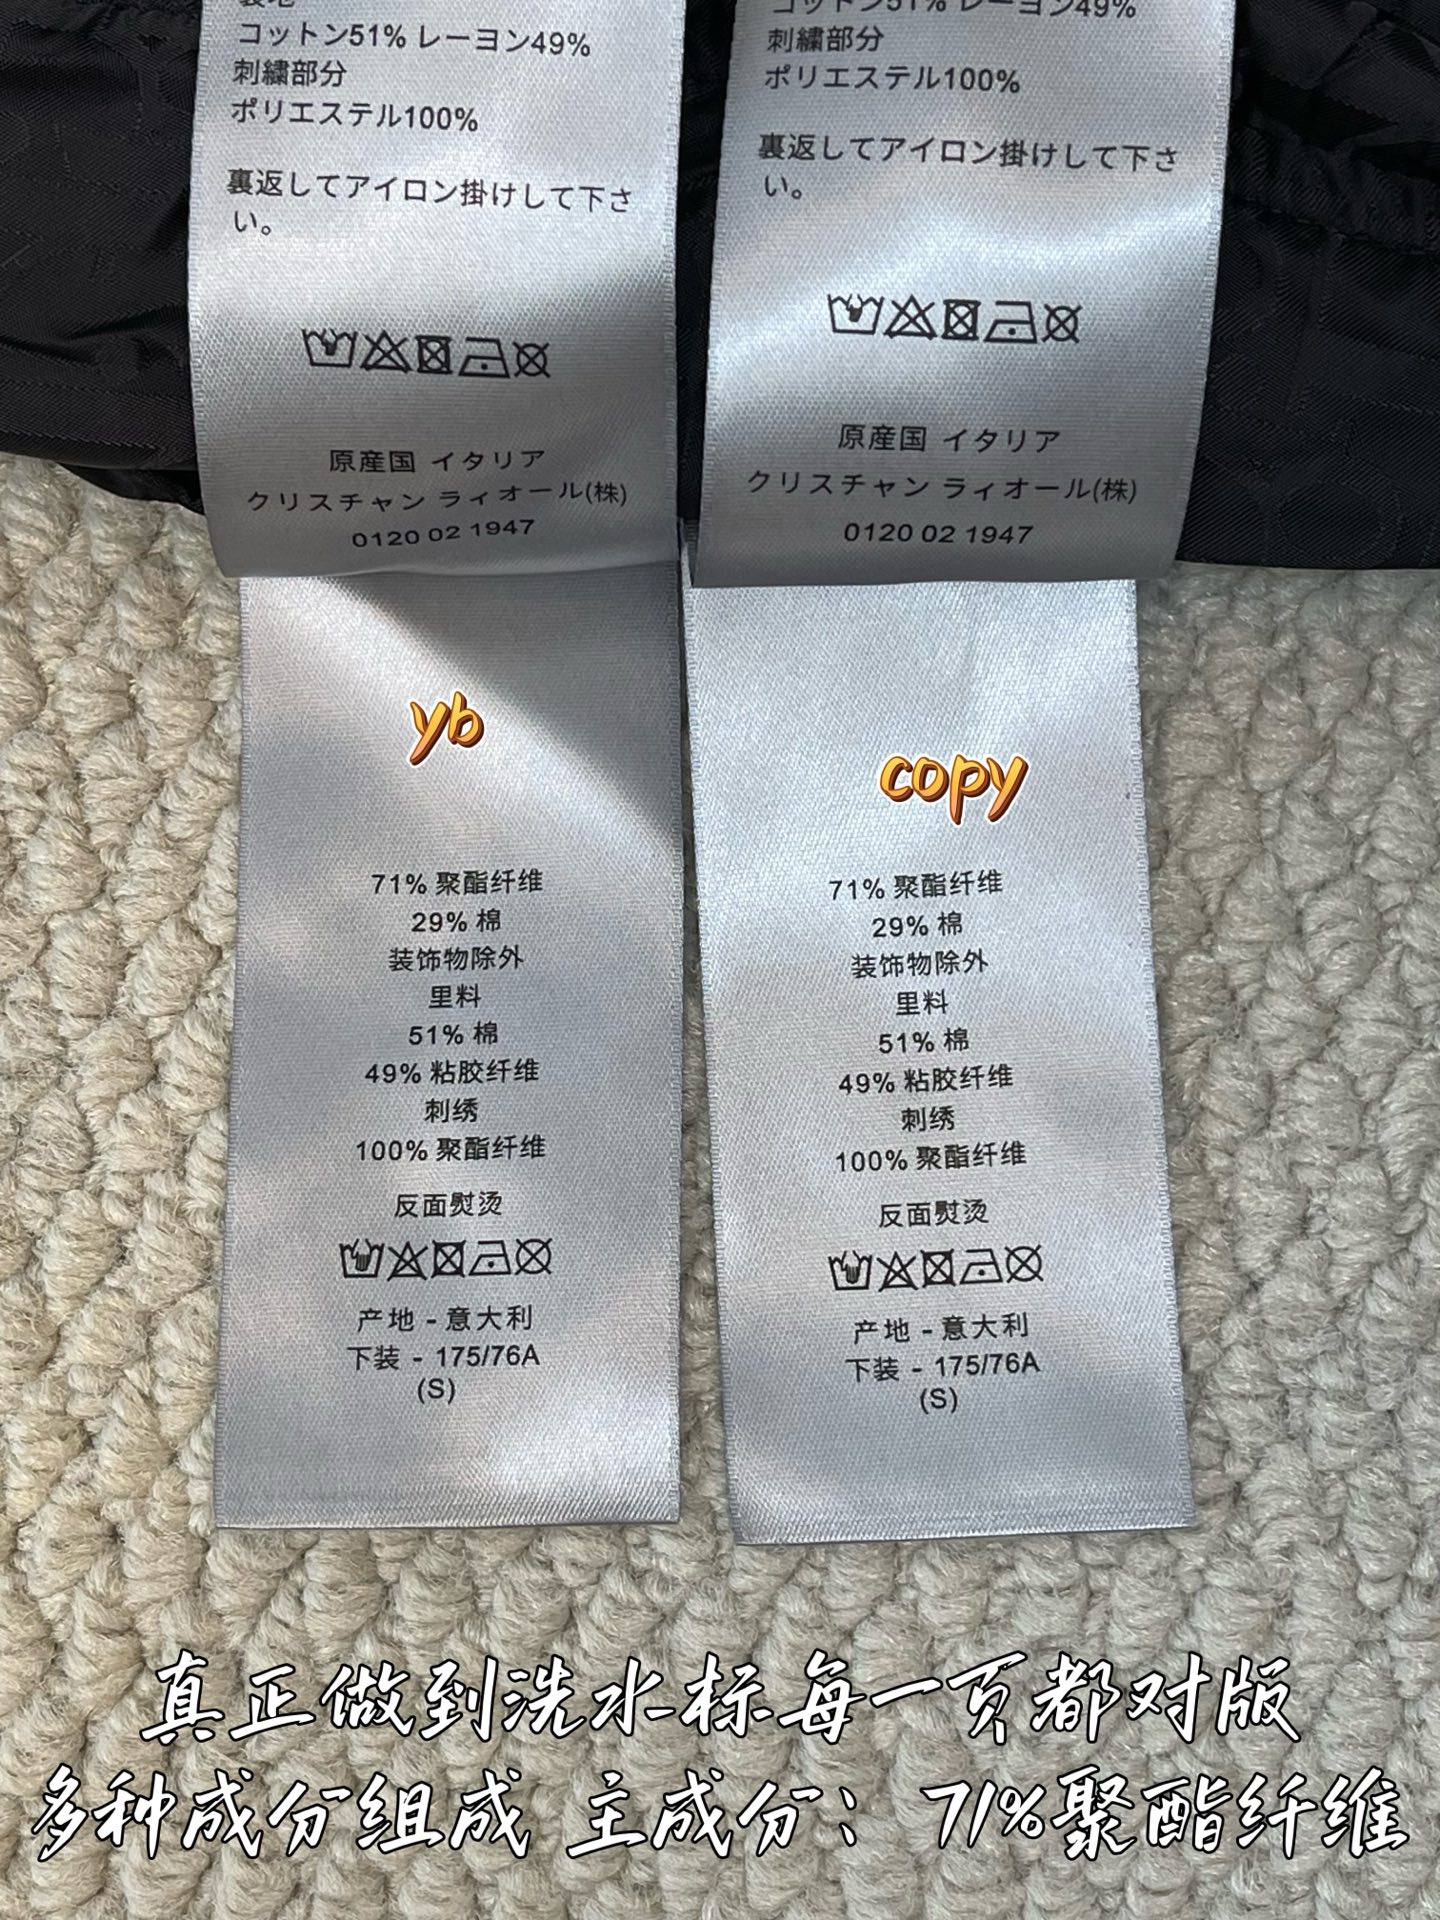 コットン51% レーヨン49%
刺繍部分
ポリエステル100%
裏返してアイロン掛けして下さ
い。
原産国 イタリア
クリスチャン ディオール(株)
0120 02 1947
コットン51% レーヨン49%
刺繍部分
ポリエステル100%
裏返してアイロン掛けして下さ
い。
原産国 イタリア
クリスチャン ディオール(株)
0120 02 1947
yb
71% 聚酯纤维
29% 棉
装饰物除外
里料
51% 棉
49% 粘胶纤维
刺绣
100% 聚酯纤维
反面熨烫
产地 - 意大利
下装 - 175/76A
(S)
copy
71% 聚酯纤维
29% 棉
装饰物除外
里料
51% 棉
49% 粘胶纤维
刺绣
100% 聚酯纤维
反面熨烫
产地 - 意大利
下装 - 175/76A
(S)
真正做到洗水标每一页都对版
多种成分组成 主成分：71%聚酯纤维